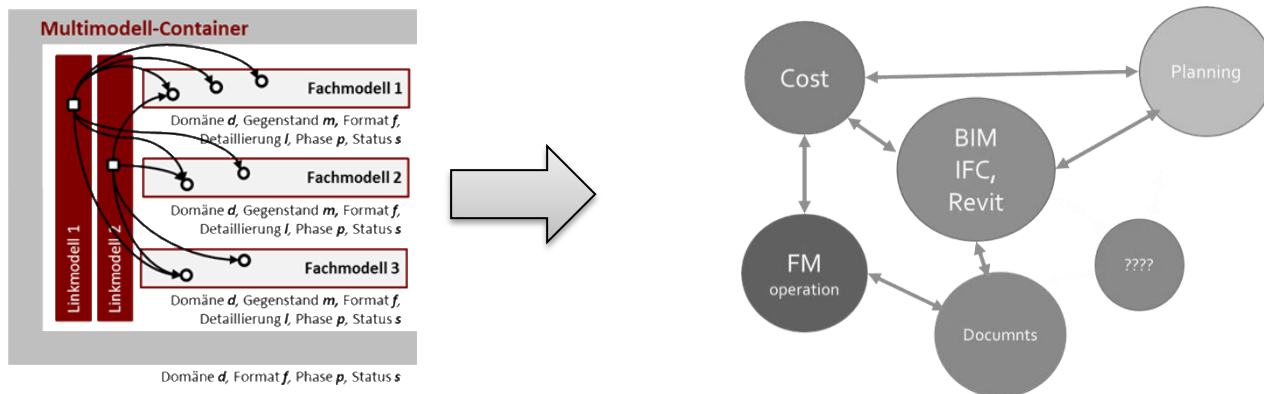 Multimodell-Container
Linkmodell 1
Linkmodell 2
Fachmodell 1
Domäne d, Gegenstand m, Format f,
Detaillierung l, Phase p, Status s
Fachmodell 2
Domäne d, Gegenstand m, Format f,
Detaillierung l, Phase p, Status s
Fachmodell 3
Domäne d, Gegenstand m, Format f,
Detaillierung l, Phase p, Status s
Domäne d, Format f, Phase p, Status s
Cost
Planning
BIM
IFC,
Revit
FM
operation
????
Documnts